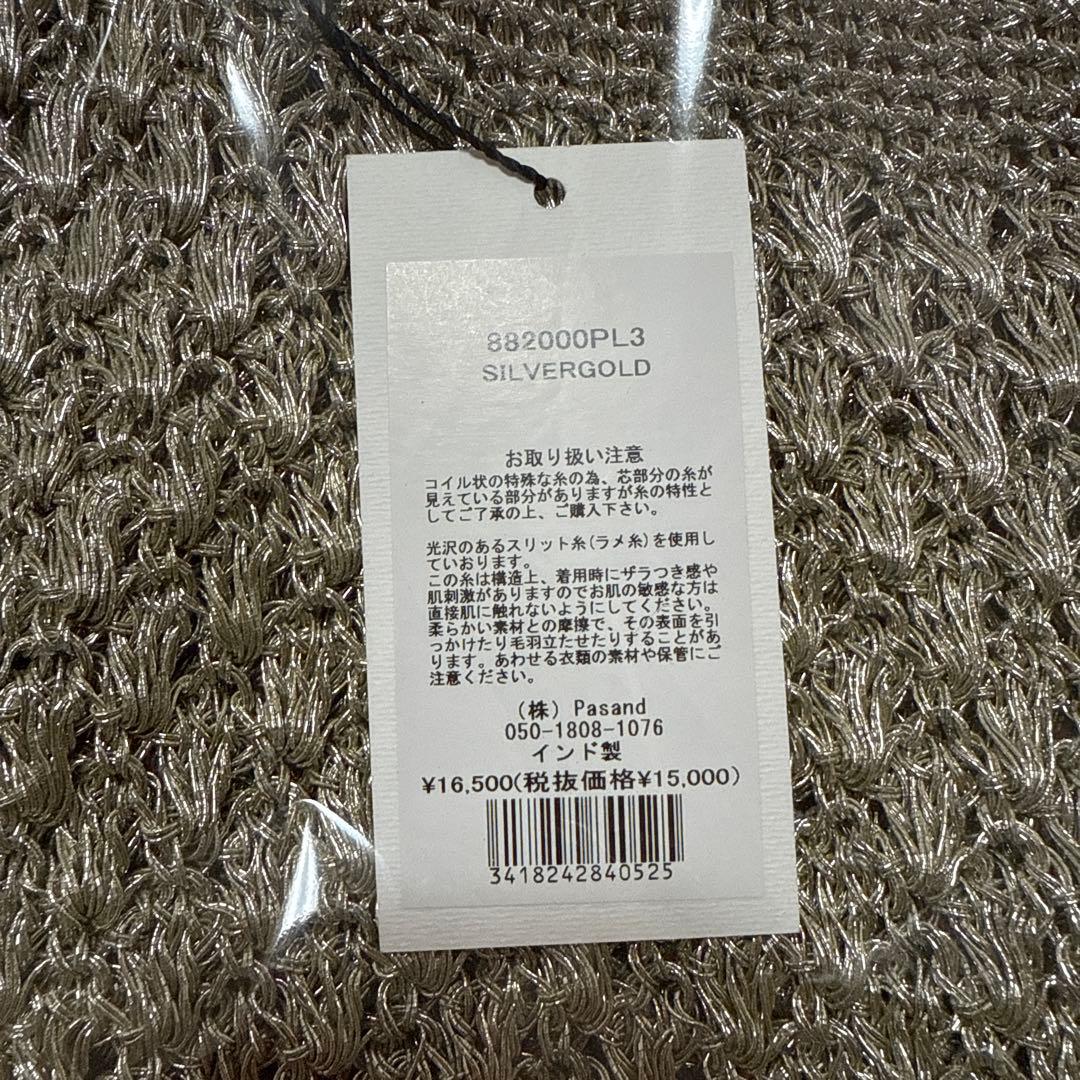 882000PL3
SILVERGOLD
お取り扱い注意
コイル状の特殊な糸の為、芯部分の糸が
見えている部分がありますが糸の特性と
してご了承の上、ご購入下さい。
光沢のあるスリット糸(ラメ糸)を使用し
ていおります。
この糸は構造上、着用時にザラつき感や
肌刺激がありますのでお肌の敏感な方は
直接肌に触れないようにしてください。
柔らかい素材との摩擦で、その表面を引
っかけたり毛羽立たせたりすることがあ
ります。あわせる衣類の素材や保管にご
注意ください。
(株) Pasand
050-1808-1076
インド製
¥16,500(税抜価格¥15,000)
3418242840525